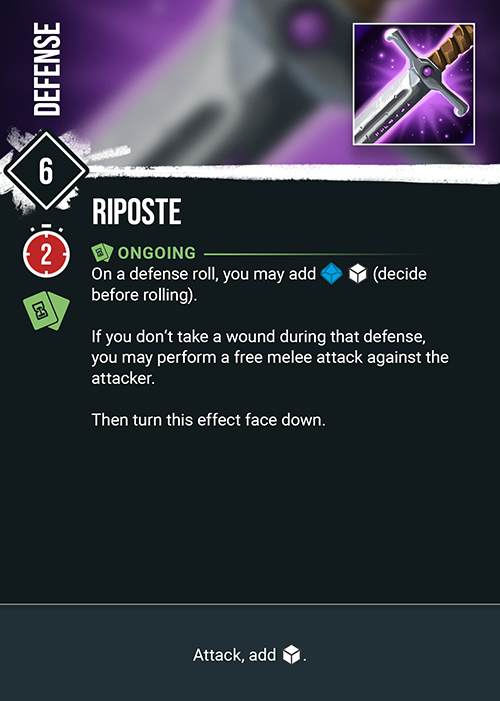 DEFENSE
6
RIPOSTE
2
ONGOING
On a defense roll, you may add (decide
before rolling).
If you don‘t take a wound during that defense,
you may perform a free melee attack against the
attacker.
Then turn this effect face down.
Attack, add .